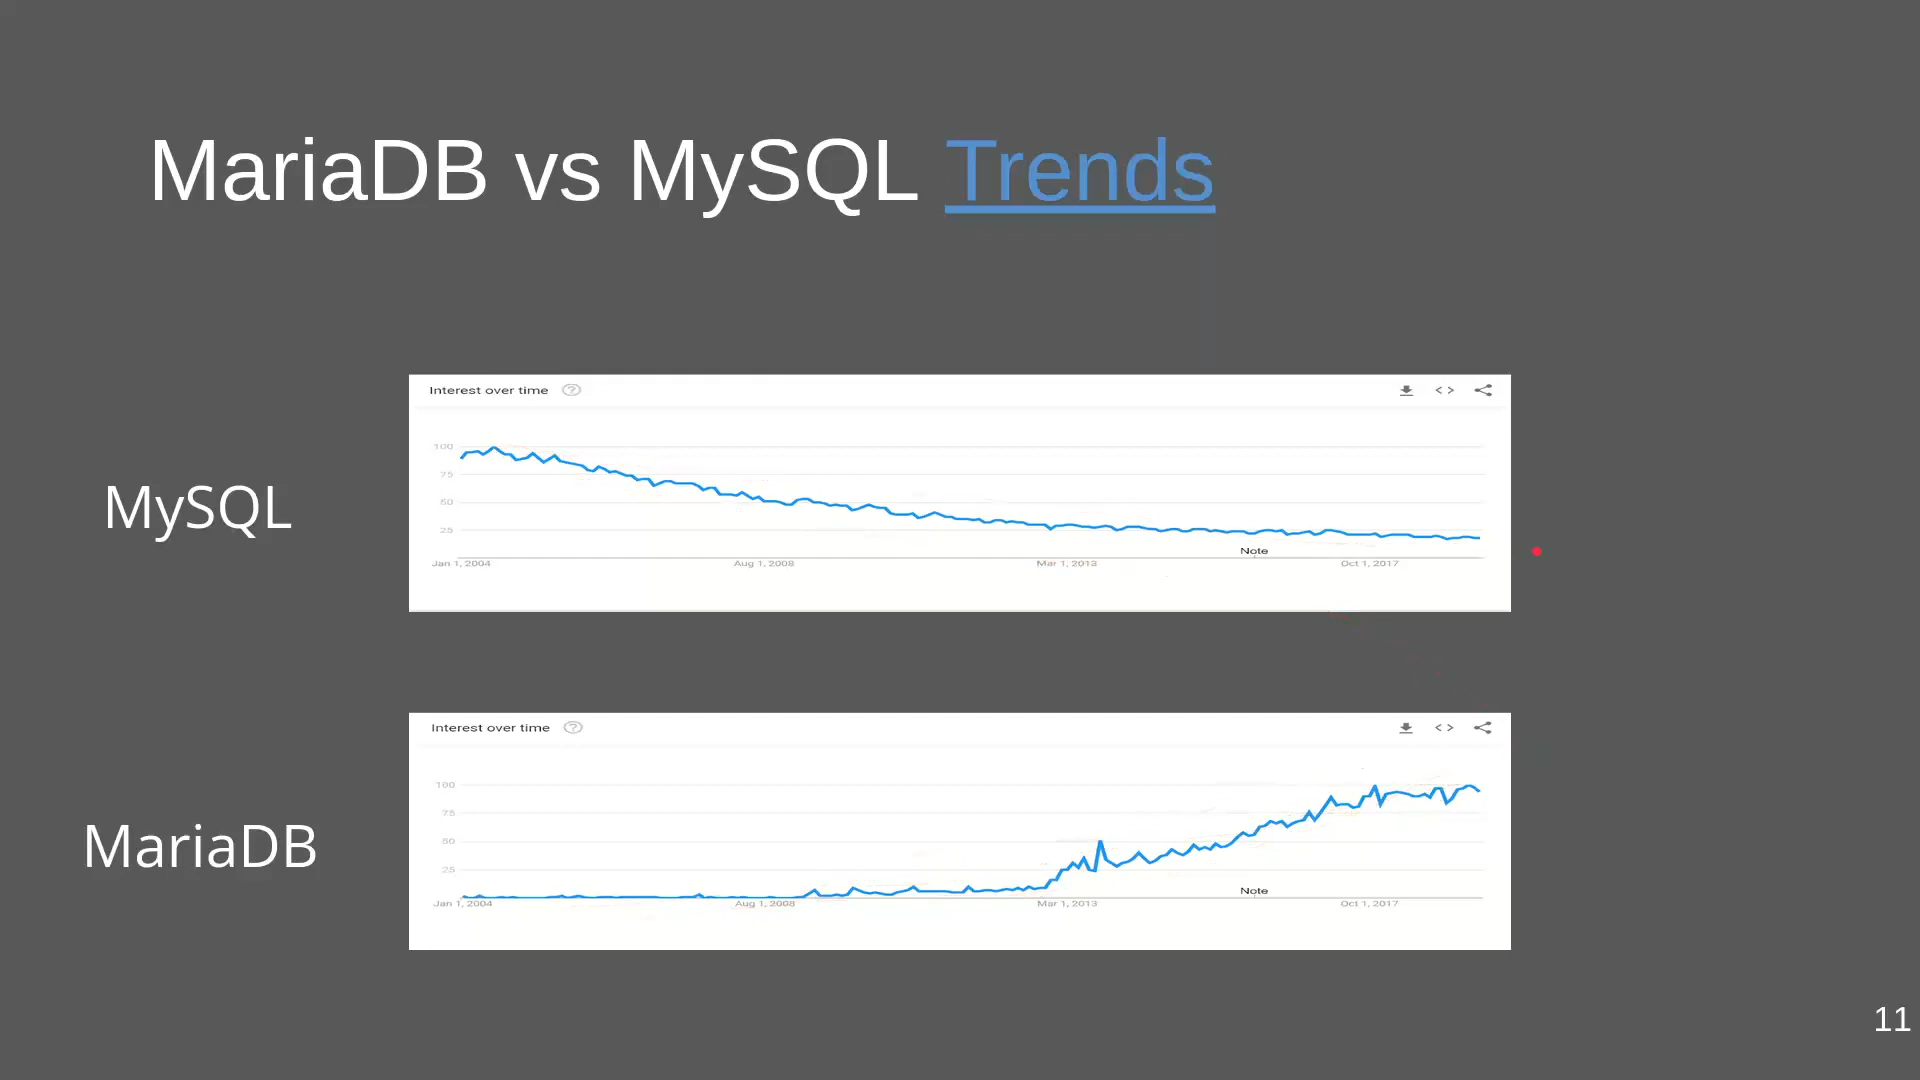 MariaDB vs MySQL Trends
Interest over time
100
75
50
25
Note
Jan 1, 2004 Aug 1, 2008 Mar 1, 2013 Oct 1, 2017
MySQL
Interest over time
100
75
50
25
Note
Jan 1, 2004 Aug 1, 2008 Mar 1, 2013 Oct 1, 2017
MariaDB
11